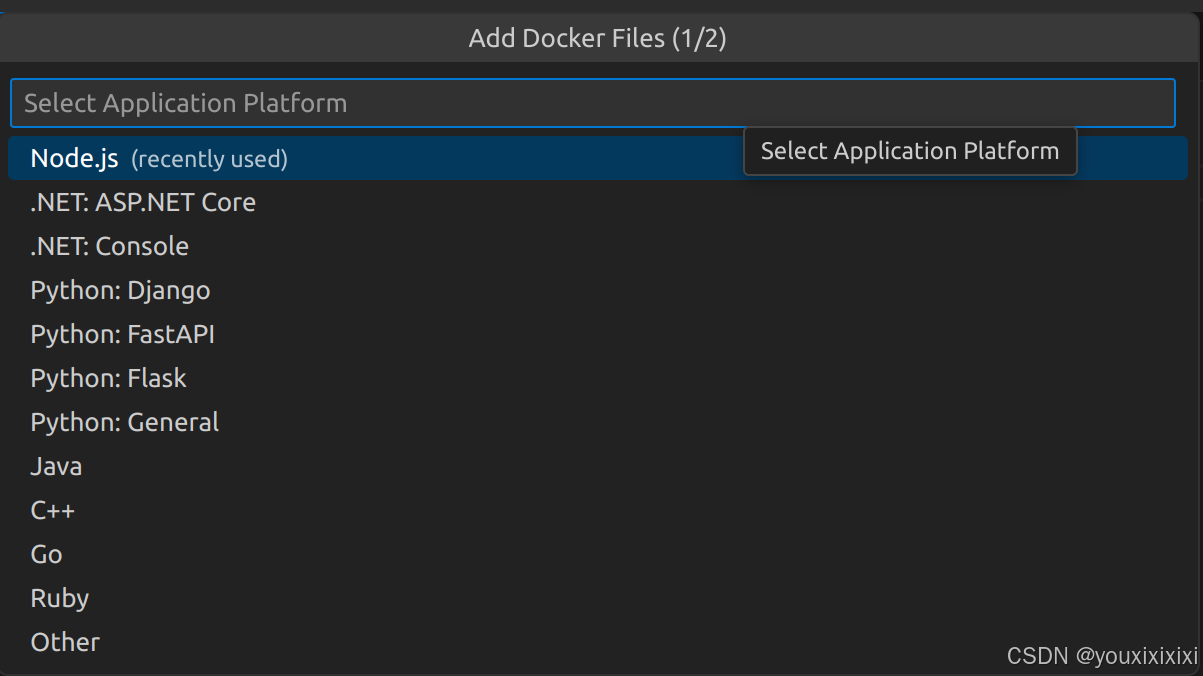 Add Docker Files (1/2)
Select Application Platform
Node.js (recently used)
Select Application Platform
.NET: ASP.NET Core
.NET: Console
Python: Django
Python: FastAPI
Python: Flask
Python: General
Java
C++
Go
Ruby
Other
CSDN @youxixixixi